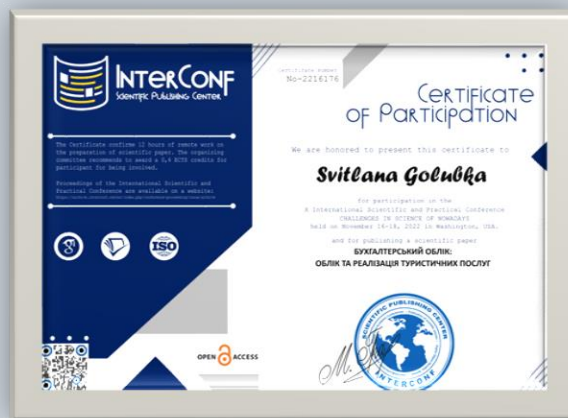 INTERCONF
SCIENTIFIC PUBLISHING CENTER
The Certificate confirms 12 hours of remote work on
the preparation of scientific paper. The organizing
committee recommends to award a 0,4 ECTS credits for
participant for being involved.
Proceedings of the International Scientific and
Practical Conference are available on a website:
ISO
OPEN ACCESS
Certificate Number
No-2216176
CERTIFICATE
OF PARTICIPATION
We are honored to present this certificate to
Svitlana Golubka
for participation in the
International Scientific and Practical Conference
CHALLENGES IN SCIENCE OF NOWADAYS
held on November 16-18, 2022 in Washington, USA.
and for publishing a scientific paper
БУХГАЛТЕРСЬКИЙ ОБЛІК:
ОБЛІК ТА РЕАЛІЗАЦІЯ ТУРИСТИЧНИХ ПОСЛУГ
SCIENTIFIC PUBLISHING CENTER
INTERCONF